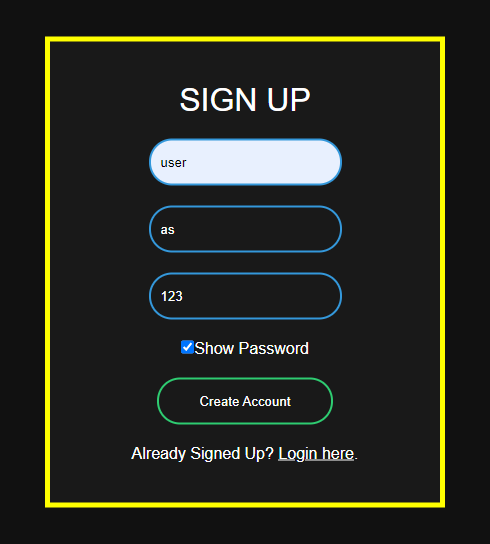 SIGN UP
user
as
123
Show Password
Create Account
Already Signed Up? Login here.